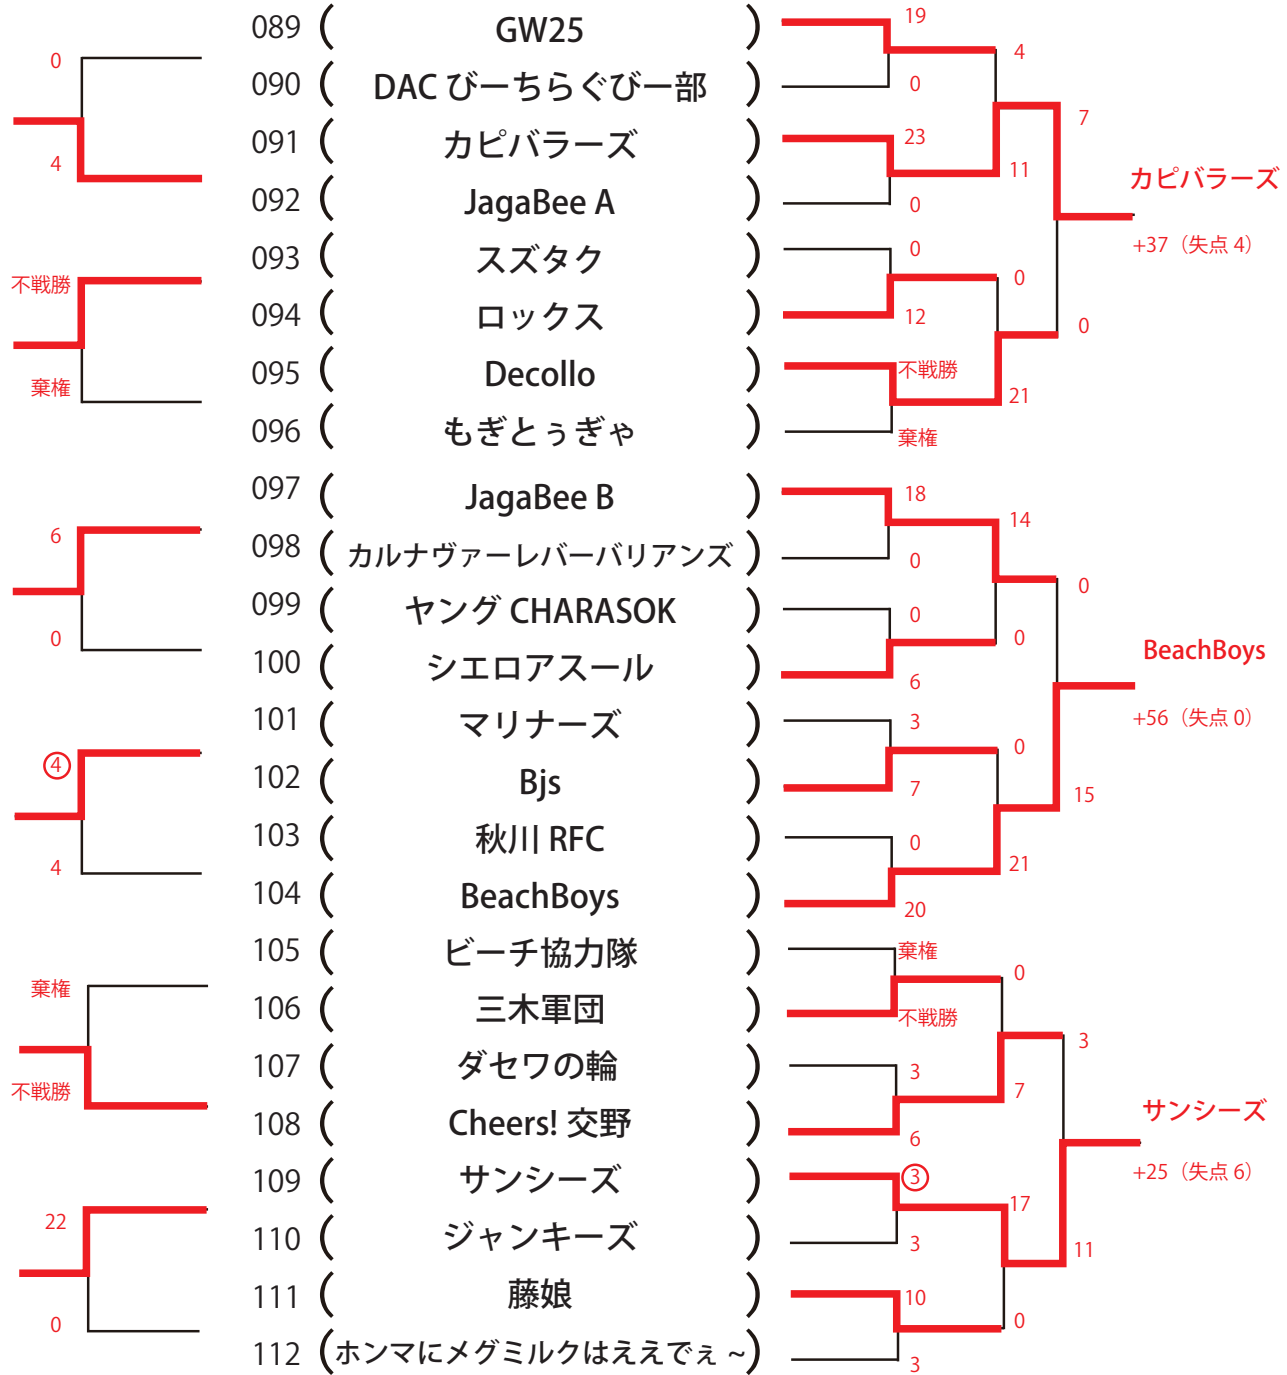 089 ( GW25 ) 19
0 4
090 ( DAC びーちらぐびー部 ) 0
7
091 ( カピバラーズ ) 23
4 11
カピバラーズ
092 ( JagaBee A ) 0
+37（失点 4）
093 ( スズタク ) 0
不戦勝 0
094 ( ロックス ) 12
0
095 ( Decollo ) 不戦勝
棄権 21
096 ( もぎとぅぎゃ ) 棄権
097 ( JagaBee B ) 18
14
6
098 ( カルナヴァーレバーバリアンズ ) 0
0
099 ( ヤング CHARASOK ) 0
0 0
BeachBoys
100 ( シエロアスール ) 6
101 ( マリナーズ ) 3
+56（失点 0）
④ 0
102 ( Bjs ) 7
15
103 ( 秋川 RFC ) 0
4 21
104 ( BeachBoys ) 20
105 ( ビーチ協力隊 ) 棄権
棄権 0
106 ( 三木軍団 ) 不戦勝
3
107 ( ダセワの輪 ) 3
不戦勝 7
サンシーズ
108 ( Cheers! 交野 ) 6
109 ( サンシーズ ) ③
+25（失点 6）
22 17
110 ( ジャンキーズ ) 3
11
111 ( 藤娘 ) 10
0 0
112 ( ホンマにメグミルクはええでぇ ~ ) 3